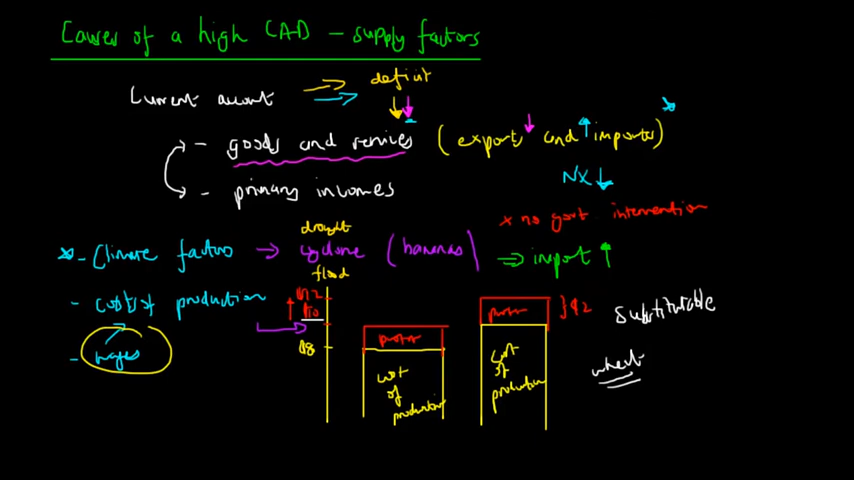 Causes of a high CAD - supply factors
Current account → deficit
- goods and services (exports ↓ and ↑ imports)
NX ↓
- primary incomes
x no govt intervention
drought
- Climate factors → cyclone (bananas) ⇒ import ↑
flood
- costs of production
$12
$10
$8
- wages
profit
cost
of
production
profit
cost
of
production
}$2
substitutable
wheat